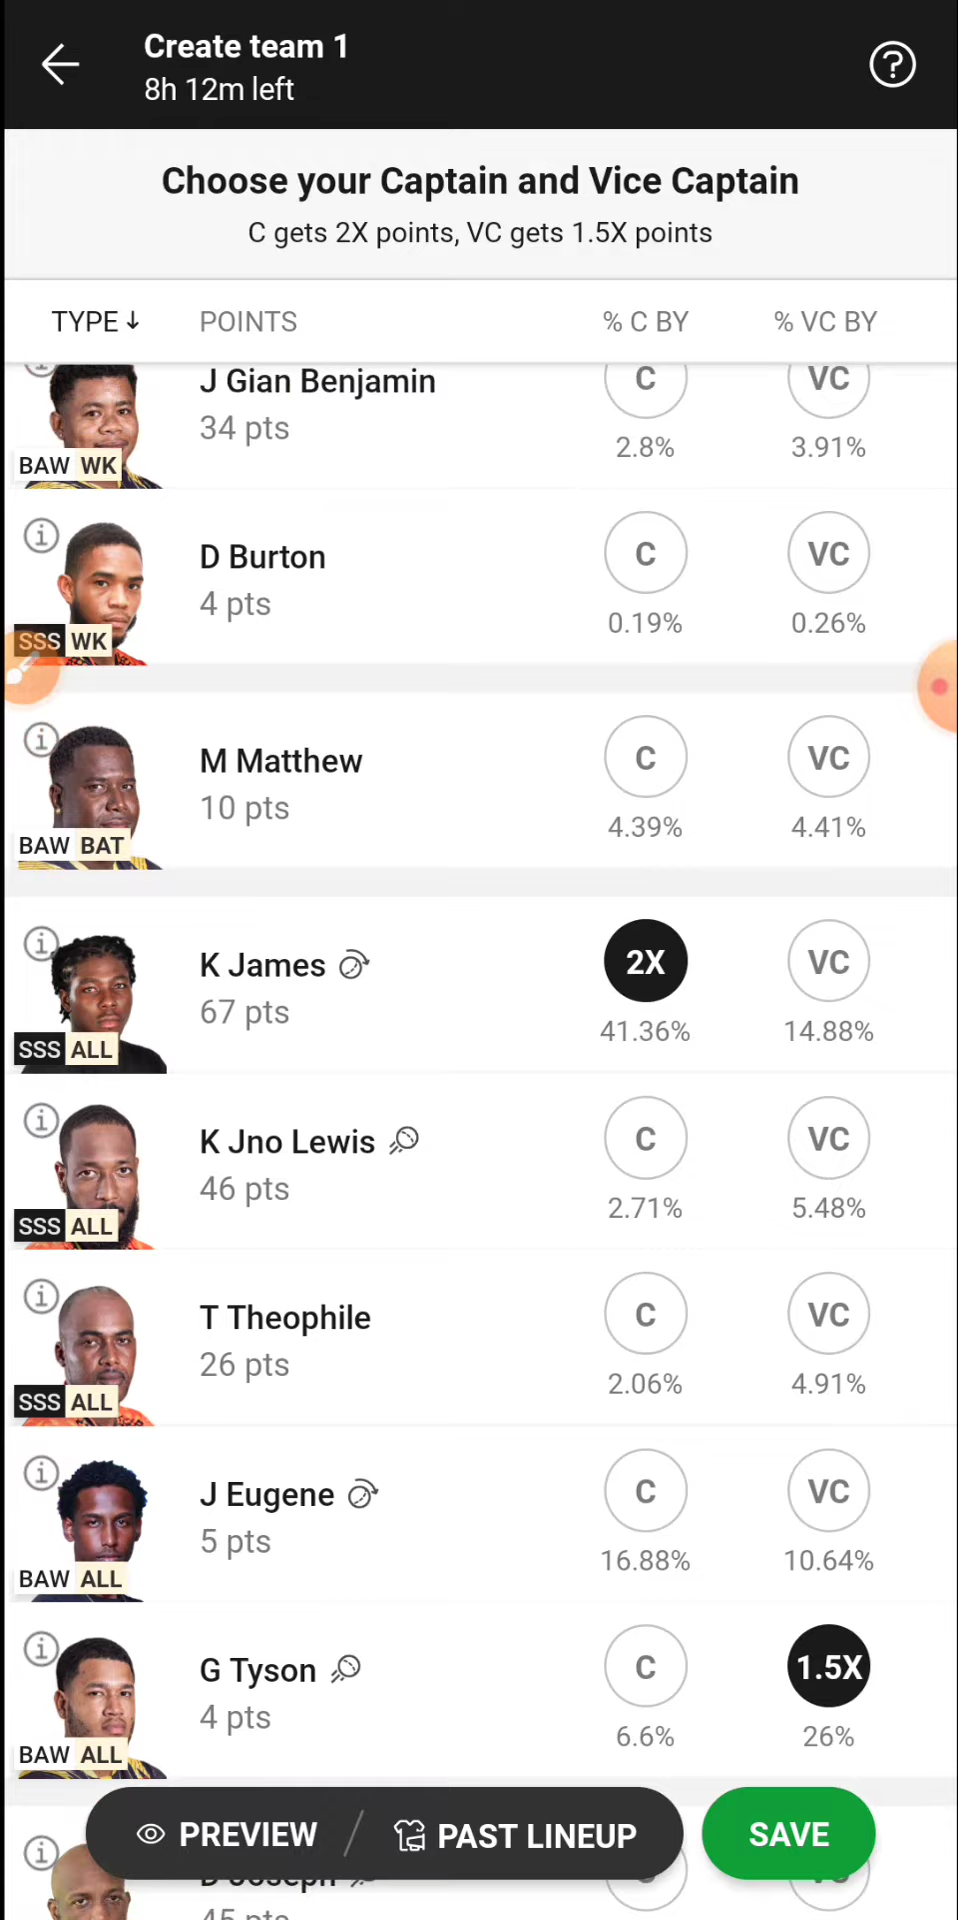 Create team 1
8h 12m left
?
Choose your Captain and Vice Captain
C gets 2X points, VC gets 1.5X points
TYPE ↓ POINTS % C BY % VC BY
J Gian Benjamin C VC
34 pts
2.8% 3.91%
BAW WK
D Burton C VC
4 pts
0.19% 0.26%
SSS WK
M Matthew C VC
10 pts
4.39% 4.41%
BAW BAT
K James 2X VC
67 pts
41.36% 14.88%
SSS ALL
K Jno Lewis C VC
46 pts
2.71% 5.48%
SSS ALL
T Theophile C VC
26 pts
2.06% 4.91%
SSS ALL
J Eugene C VC
5 pts
16.88% 10.64%
BAW ALL
G Tyson C 1.5X
4 pts
6.6% 26%
BAW ALL
PREVIEW / PAST LINEUP SAVE
D Joseph
45 pts